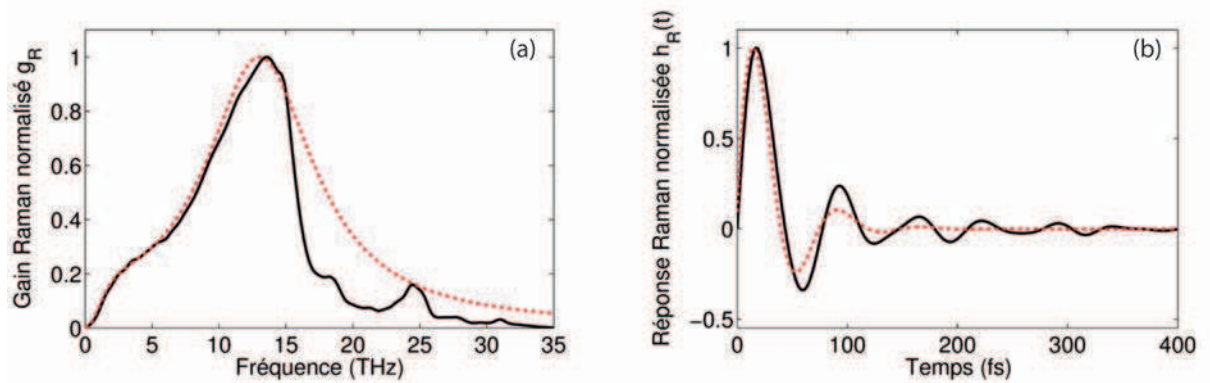 Gain Raman normalisé g_R
1
0.8
0.6
0.4
0.2
0
(a)
0 5 10 15 20 25 30 35
Fréquence (THz)
Réponse Raman normalisée h_R(t)
1
0.5
0
−0.5
(b)
0 100 200 300 400
Temps (fs)